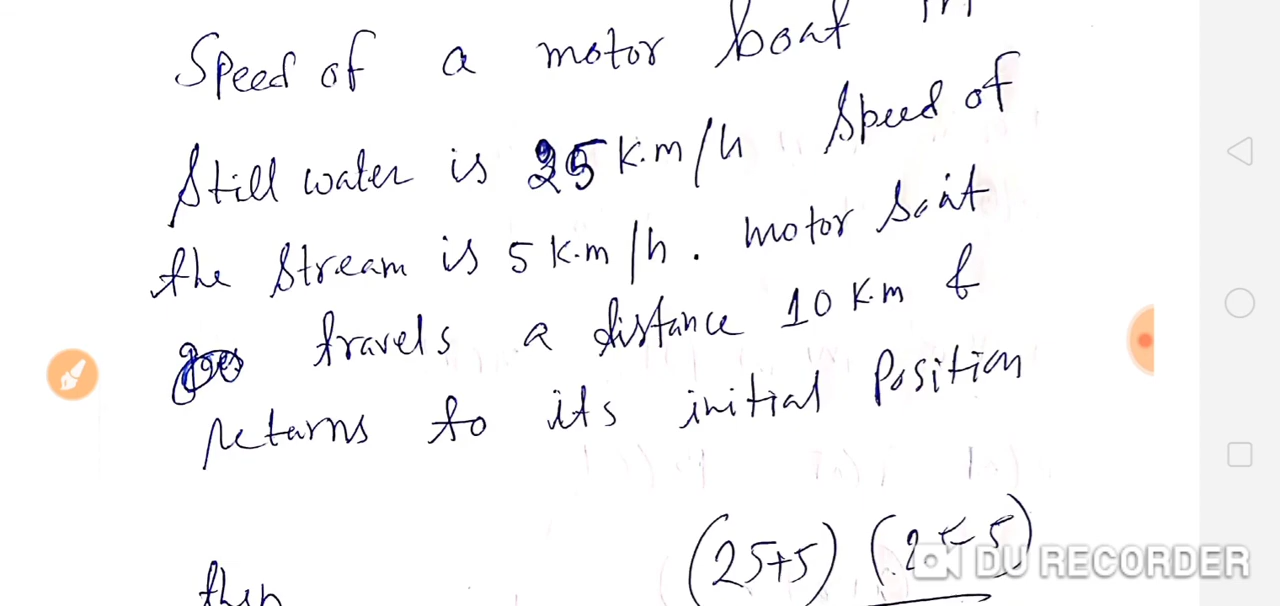 Speed of a motor boat in
still water is 25 K.m/h. Speed of
the stream is 5 K.m/h. motor boat
travels a distance 10 K.m &
returns to its initial Position
(25+5) (25-5)
then
DU RECORDER